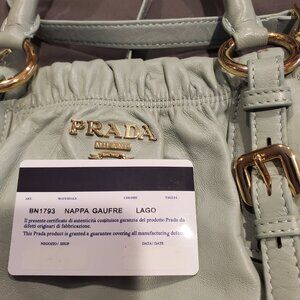 PRADA
MILANO
ART. MATERIALE COLORE TAGLIA
BN1793 NAPPA GAUFRE LAGO
Il presente certificato di autenticità costituisce garanzia del prodotto Prada da
difetti originari di fabbricazione.
This Prada product is granted a guarantee covering all manufacturing defects.
NEGOZIO / SHOP DATA / DATE